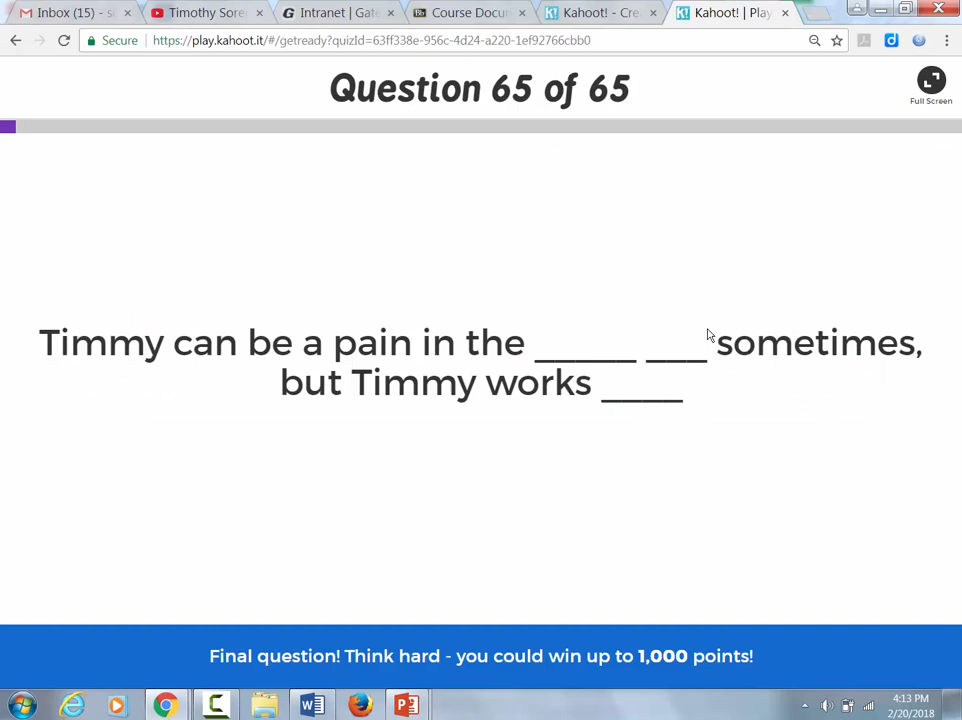 Inbox (15) - s
Timothy Sore
Intranet | Gat
Course Docu
Kahoot! - Cre
Kahoot! | Play
Secure
https://play.kahoot.it/#/getready?quizId=63ff338e-956c-4d24-a220-1ef92766cbb0
Question 65 of 65
Full Screen
Timmy can be a pain in the _____ ___ sometimes,
but Timmy works ____
Final question! Think hard - you could win up to 1,000 points!
4:13 PM
2/20/2018